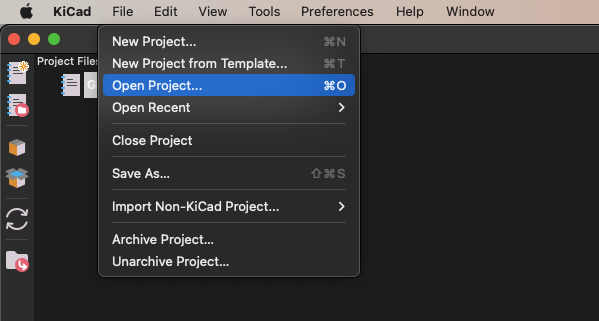 KiCad File Edit View Tools Preferences Help Window
Project Files
New Project... ⌘N
New Project from Template... ⌘T
Open Project... ⌘O
Open Recent
Close Project
Save As... ⇧⌘S
Import Non-KiCad Project...
Archive Project...
Unarchive Project...